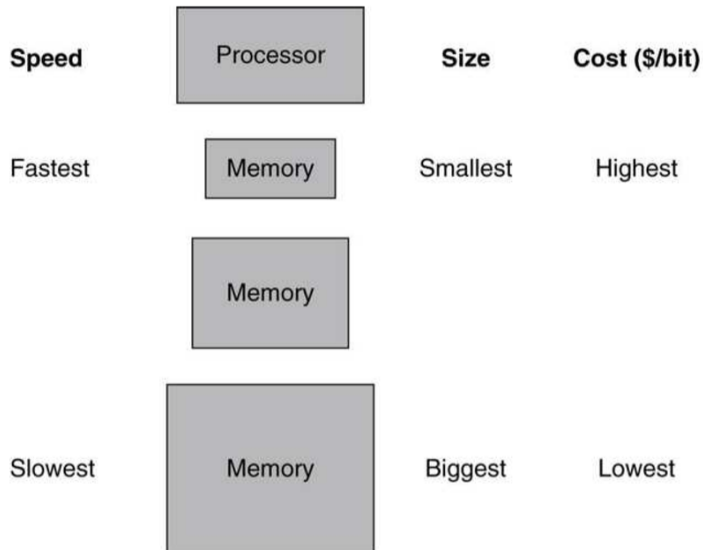 Speed Processor Size Cost ($/bit)
Fastest Memory Smallest Highest
Memory
Slowest Memory Biggest Lowest